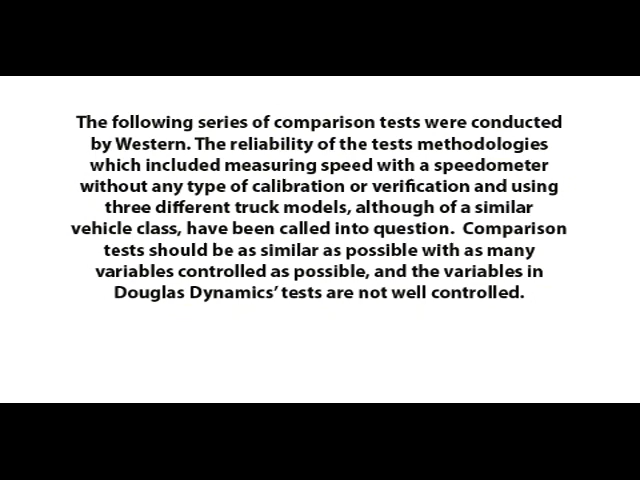 The following series of comparison tests were conducted
by Western. The reliability of the tests methodologies
which included measuring speed with a speedometer
without any type of calibration or verification and using
three different truck models, although of a similar
vehicle class, have been called into question.  Comparison
tests should be as similar as possible with as many
variables controlled as possible, and the variables in
Douglas Dynamics’ tests are not well controlled.